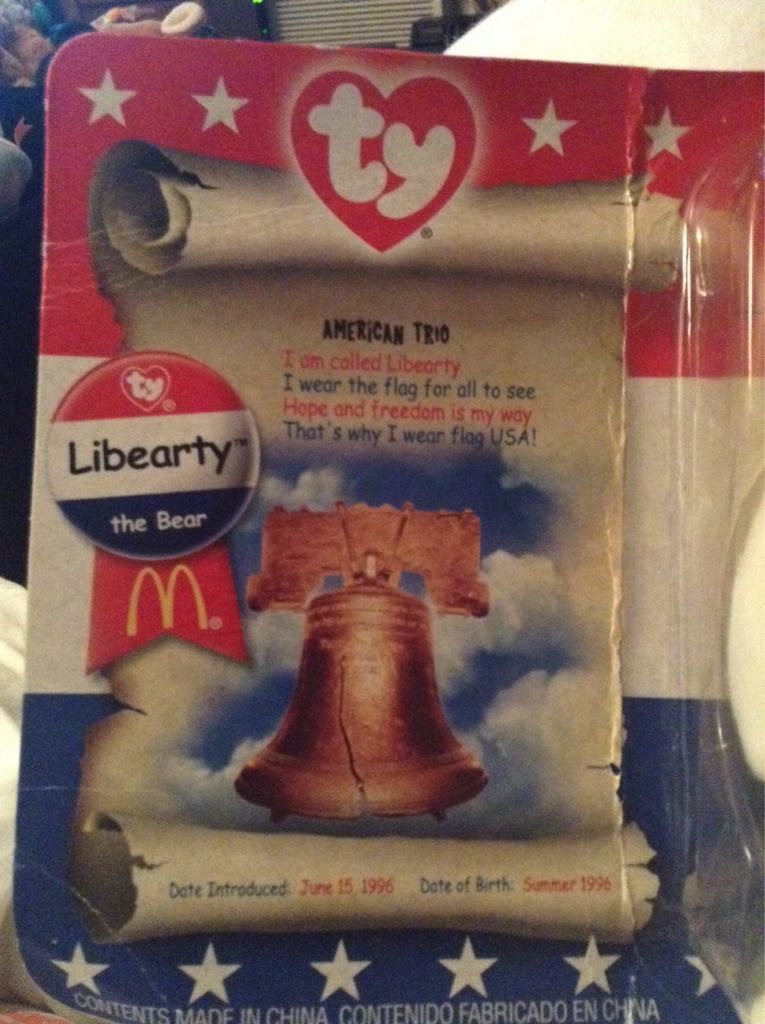 ty
®
AMERICAN TRIO
I am called Libearty
I wear the flag for all to see
Hope and freedom is my way
That's why I wear flag USA!
ty
®
Libearty™
the Bear
M®
Date Introduced: June 15, 1996 Date of Birth: Summer 1996
CONTENTS MADE IN CHINA. CONTENIDO FABRICADO EN CHINA